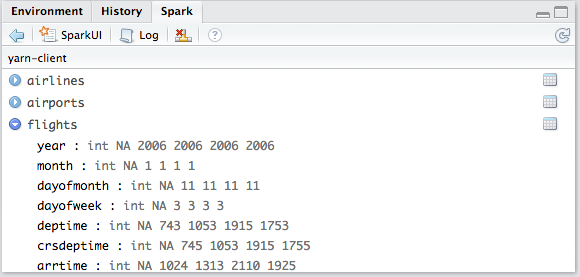 Environment History Spark
SparkUI Log ?
yarn-client
airlines
airports
flights
year : int NA 2006 2006 2006 2006
month : int NA 1 1 1 1
dayofmonth : int NA 11 11 11 11
dayofweek : int NA 3 3 3 3
deptime : int NA 743 1053 1915 1753
crsdeptime : int NA 745 1053 1915 1755
arrtime : int NA 1024 1313 2110 1925